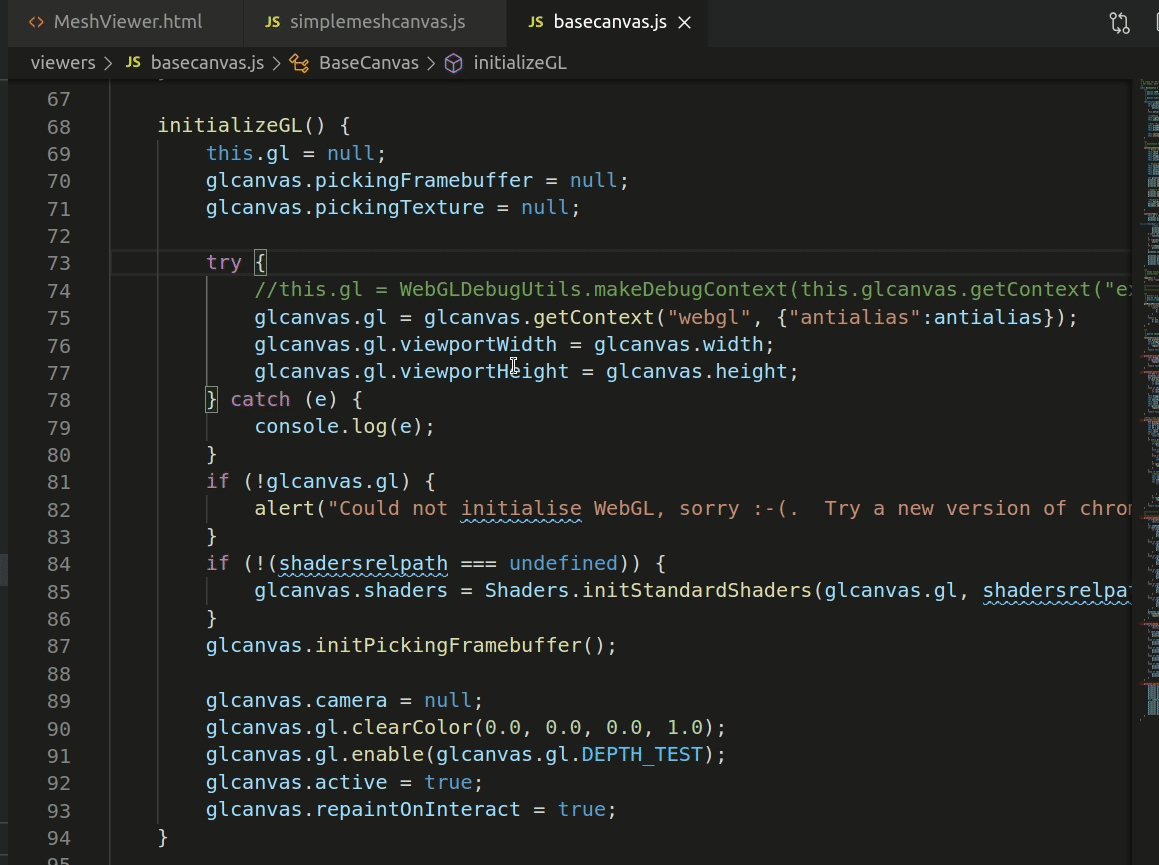 <> MeshViewer.html JS simplemeshcanvas.js JS basecanvas.js ×
viewers > JS basecanvas.js > BaseCanvas > initializeGL
67
68 initializeGL() {
69 this.gl = null;
70 glcanvas.pickingFramebuffer = null;
71 glcanvas.pickingTexture = null;
72
73 try {
74 //this.gl = WebGLDebugUtils.makeDebugContext(this.glcanvas.getContext("ex
75 glcanvas.gl = glcanvas.getContext("webgl", {"antialias":antialias});
76 glcanvas.gl.viewportWidth = glcanvas.width;
77 glcanvas.gl.viewportHeight = glcanvas.height;
78 } catch (e) {
79 console.log(e);
80 }
81 if (!glcanvas.gl) {
82 alert("Could not initialise WebGL, sorry :-(.  Try a new version of chrom
83 }
84 if (!(shadersrelpath === undefined)) {
85 glcanvas.shaders = Shaders.initStandardShaders(glcanvas.gl, shadersrelpat
86 }
87 glcanvas.initPickingFramebuffer();
88
89 glcanvas.camera = null;
90 glcanvas.gl.clearColor(0.0, 0.0, 0.0, 1.0);
91 glcanvas.gl.enable(glcanvas.gl.DEPTH_TEST);
92 glcanvas.active = true;
93 glcanvas.repaintOnInteract = true;
94 }
95